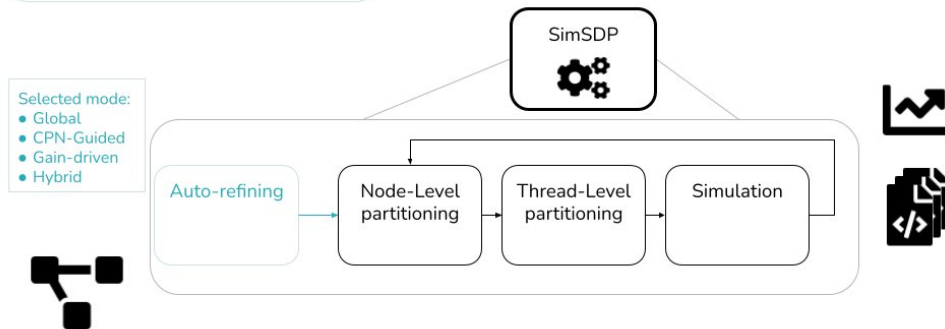 SimSDP
Selected mode:
● Global
● CPN-Guided
● Gain-driven
● Hybrid
Auto-refining
Node-Level
partitioning
Thread-Level
partitioning
Simulation
</>